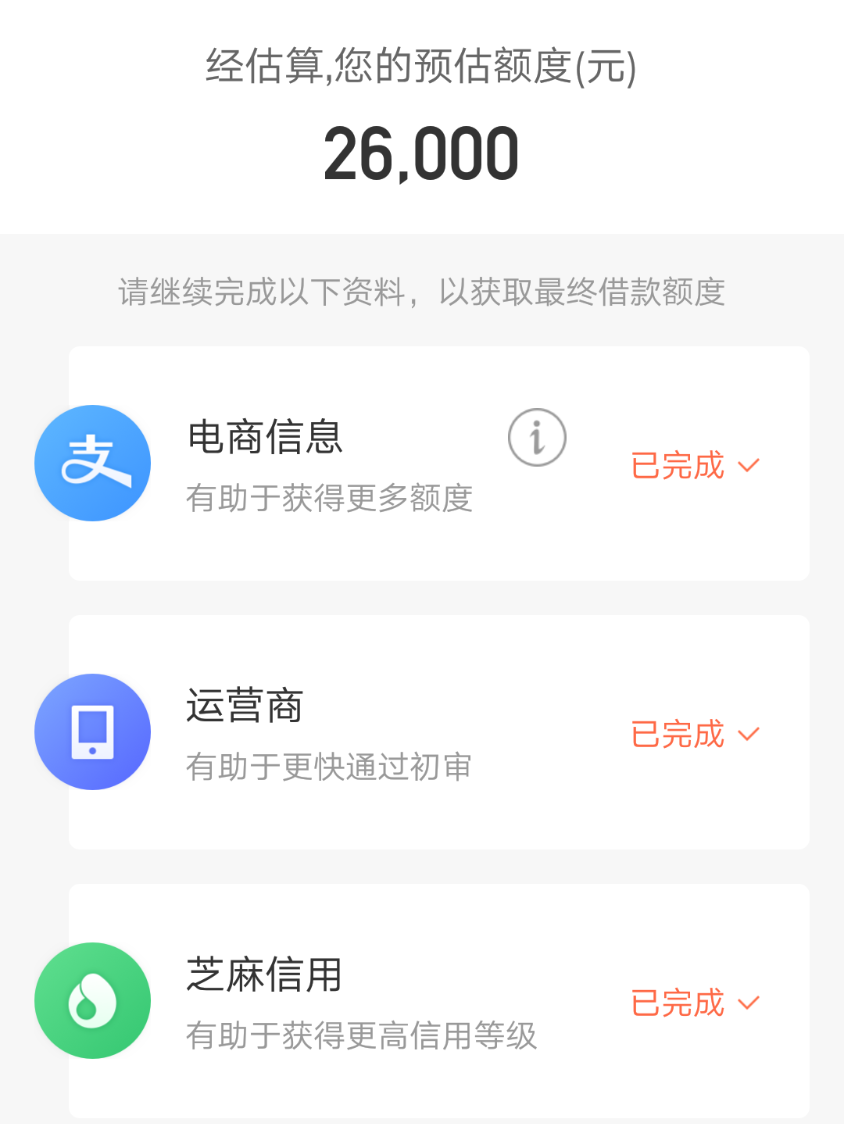 经估算,您的预估额度(元)
26,000
请继续完成以下资料，以获取最终借款额度
电商信息
已完成
有助于获得更多额度
运营商
已完成
有助于更快通过初审
芝麻信用
已完成
有助于获得更高信用等级